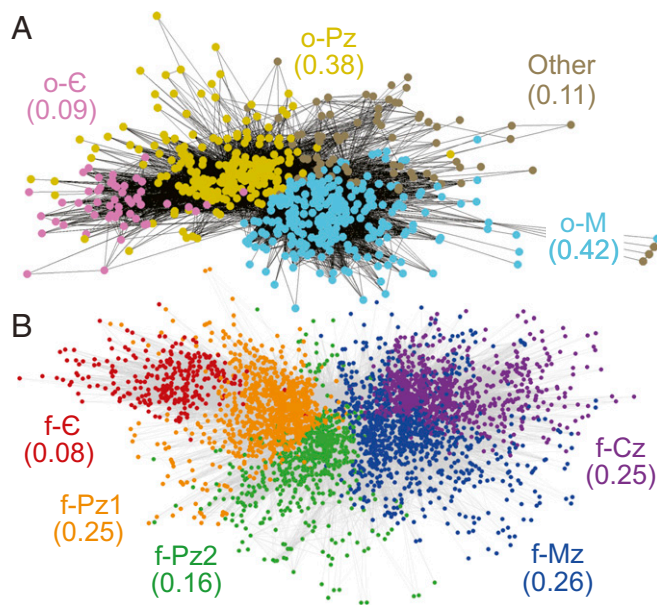 A
o-Pz
(0.38)
o-Є
(0.09)
Other
(0.11)
o-M
(0.42)
B
f-Є
(0.08)
f-Pz1
(0.25)
f-Pz2
(0.16)
f-Cz
(0.25)
f-Mz
(0.26)